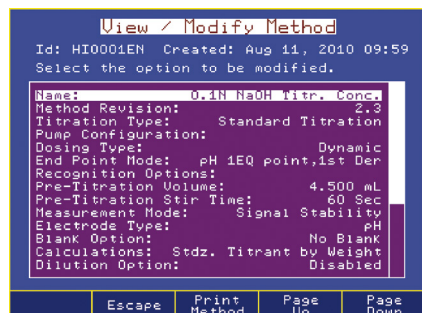 View / Modify Method
Id: HI0001EN Created: Aug 11, 2010 09:59
Select the option to be modified.
Name: 0.1N NaOH Titr. Conc.
Method Revision: 2.3
Titration Type: Standard Titration
Pump Configuration:
Dosing Type: Dynamic
End Point Mode: pH 1EQ point,1st Der
Recognition Options:
Pre-Titration Volume: 4.500 mL
Pre-Titration Stir Time: 60 Sec
Measurement Mode: Signal Stability
Electrode Type: pH
Blank Option: No Blank
Calculations: Stdz. Titrant by Weight
Dilution Option: Disabled
Escape Print Method Page Up Page Down